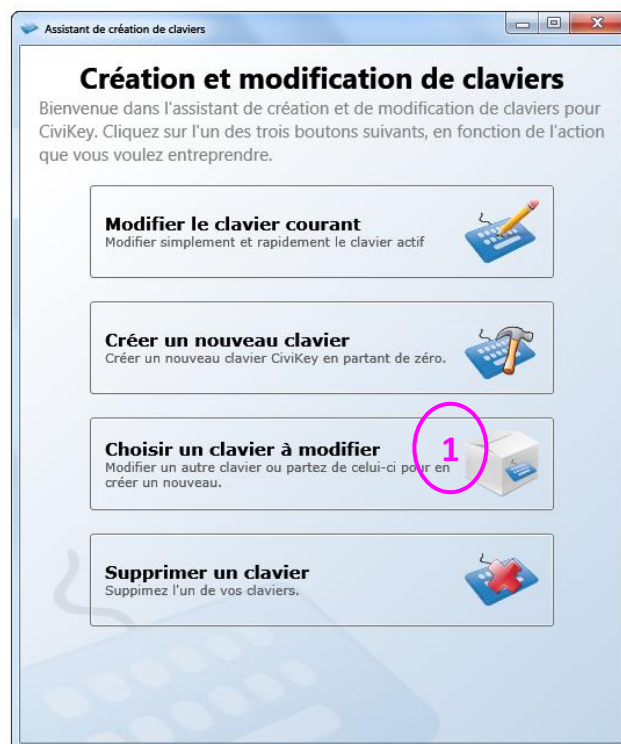 Assistant de création de claviers
Création et modification de claviers
Bienvenue dans l'assistant de création et de modification de claviers pour
CiviKey. Cliquez sur l'un des trois boutons suivants, en fonction de l'action
que vous voulez entreprendre.
Modifier le clavier courant
Modifier simplement et rapidement le clavier actif
Créer un nouveau clavier
Créer un nouveau clavier CiviKey en partant de zéro.
Choisir un clavier à modifier
1
Modifier un autre clavier ou partez de celui-ci pour en
créer un nouveau.
Supprimer un clavier
Suppimez l'un de vos claviers.